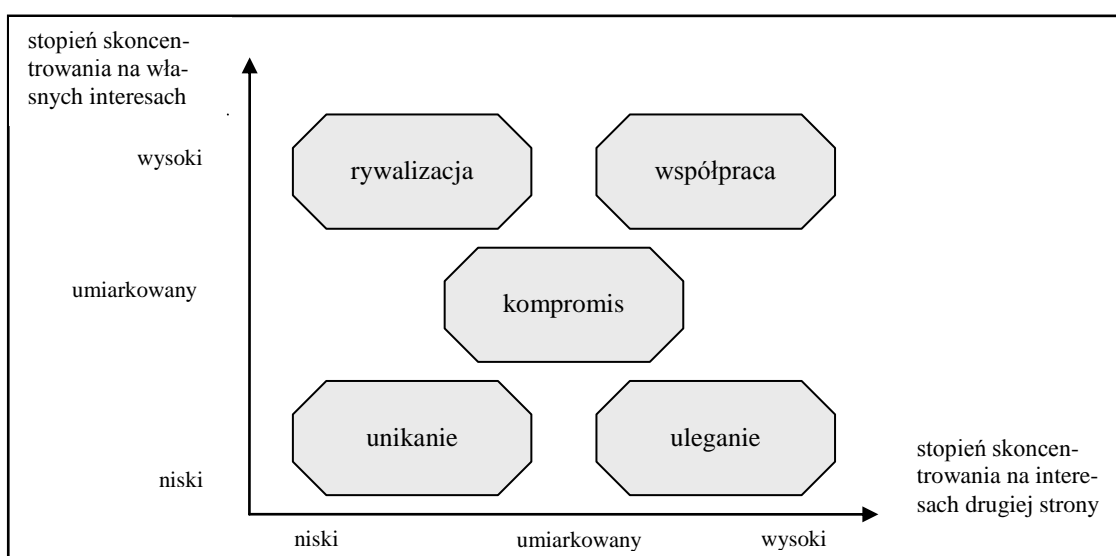 stopień skoncen-
trowania na wła-
snych interesach
wysoki
rywalizacja
współpraca
umiarkowany
kompromis
unikanie
uleganie
niski
stopień skoncen-
trowania na intere-
sach drugiej strony
niski
umiarkowany
wysoki